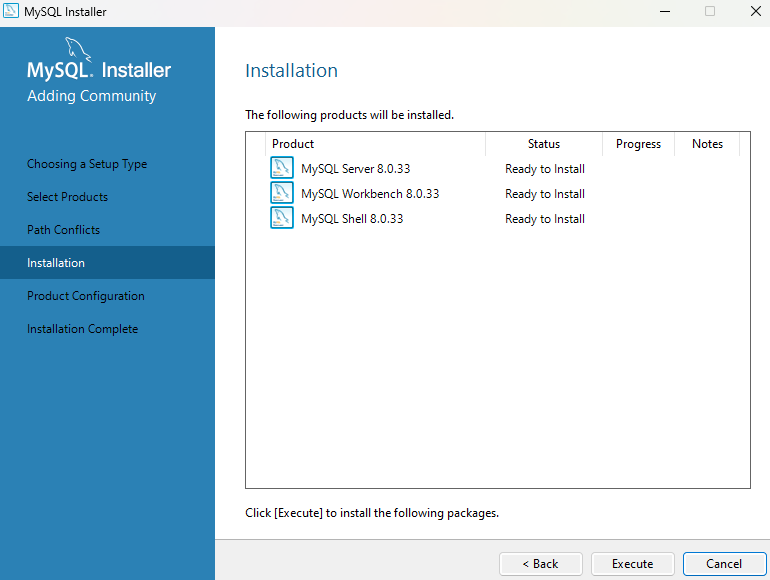 MySQL Installer
MySQL. Installer
Adding Community
Choosing a Setup Type
Select Products
Path Conflicts
Installation
Product Configuration
Installation Complete
Installation
The following products will be installed.
Product Status Progress Notes
MySQL Server 8.0.33 Ready to Install
MySQL Workbench 8.0.33 Ready to Install
MySQL Shell 8.0.33 Ready to Install
Click [Execute] to install the following packages.
< Back Execute Cancel